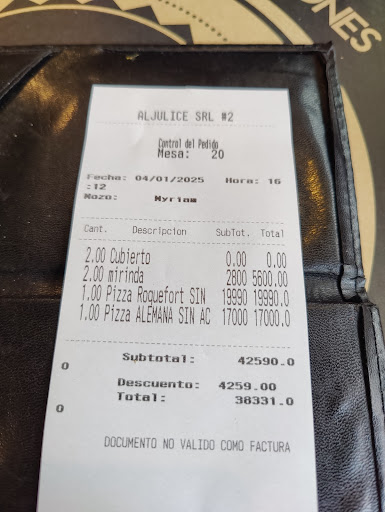 ONES
ALJULICE SRL #2
Control del Pedido
Mesa: 20
Fecha: 04/01/2025 Hora: 16
:12
Mozo: Myriam
Cant. Descripcion SubTot. Total
2.00 Cubierto 0.00 0.00
2.00 mirinda 2800 5600.00
1.00 Pizza Roquefort SIN 19990 19990.0
1.00 Pizza ALEMANA SIN AC 17000 17000.0
Subtotal: 42590.0
0
Descuento: 4259.00
Total: 38331.0
0
DOCUMENTO NO VALIDO COMO FACTURA